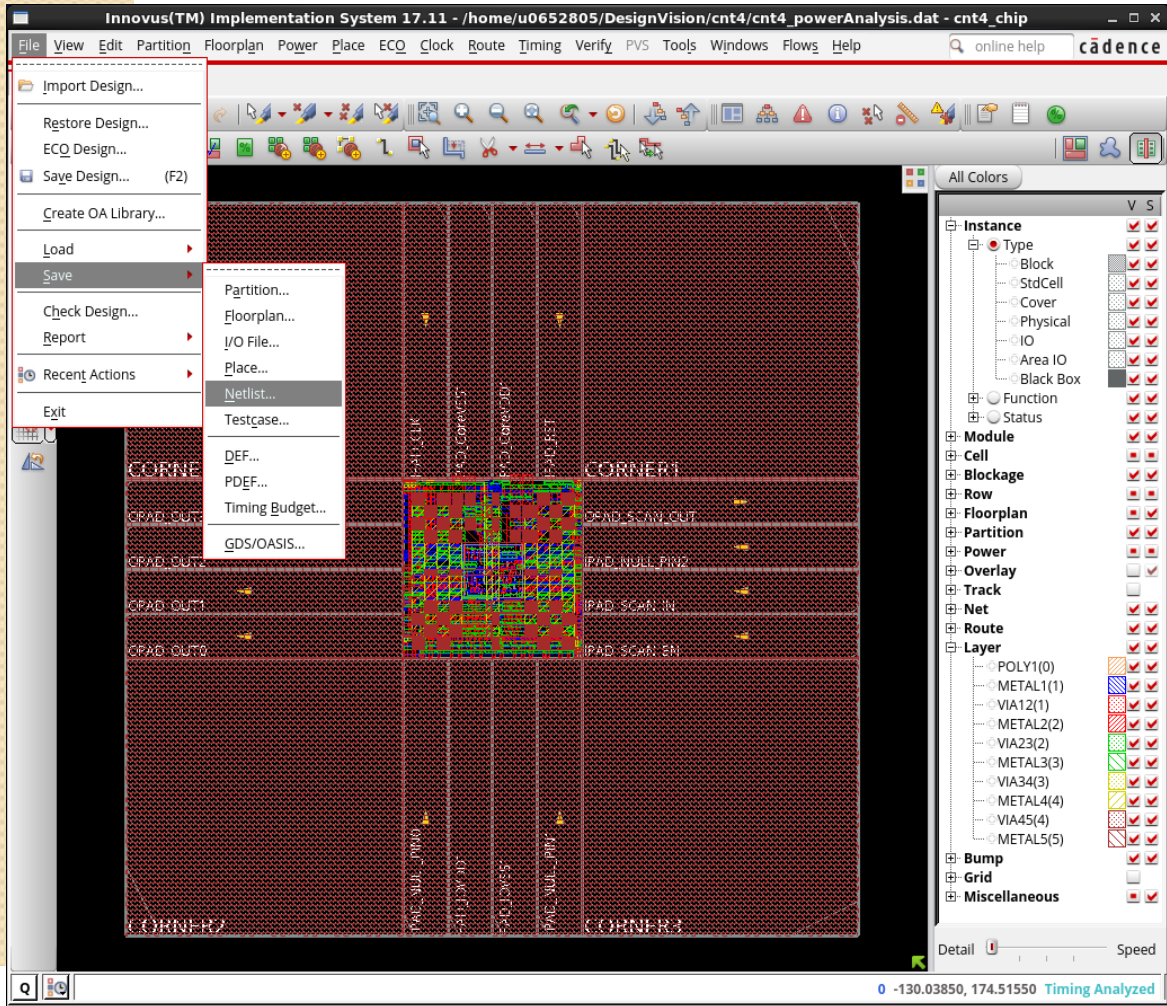 Innovus(TM) Implementation System 17.11 - /home/u0652805/DesignVision/cnt4/cnt4_powerAnalysis.dat - cnt4_chip
File View Edit Partition Floorplan Power Place ECO Clock Route Timing Verify PVS Tools Windows Flows Help
online help
cādence
Import Design...
Restore Design...
ECO Design...
Save Design... (F2)
Create OA Library...
Load
Save
Check Design...
Report
Recent Actions
Exit
Partition...
Floorplan...
I/O File...
Place...
Netlist...
Testcase...
DEF...
PDEF...
Timing Budget...
GDS/OASIS...
CORNER1
OPAD_SCAN_OUT
OPAD_OUT2
IPAD_NULL_PIN2
OPAD_OUT1
IPAD_SCAN_IN
OPAD_OUT0
IPAD_SCAN_EN
CORNER2
CORNER3
All Colors
V S
Instance
Type
Block
StdCell
Cover
Physical
IO
Area IO
Black Box
Function
Status
Module
Cell
Blockage
Row
Floorplan
Partition
Power
Overlay
Track
Net
Route
Layer
POLY1(0)
METAL1(1)
VIA12(1)
METAL2(2)
VIA23(2)
METAL3(3)
VIA34(3)
METAL4(4)
VIA45(4)
METAL5(5)
Bump
Grid
Miscellaneous
Detail Speed
Q
0 -130.03850, 174.51550 Timing Analyzed